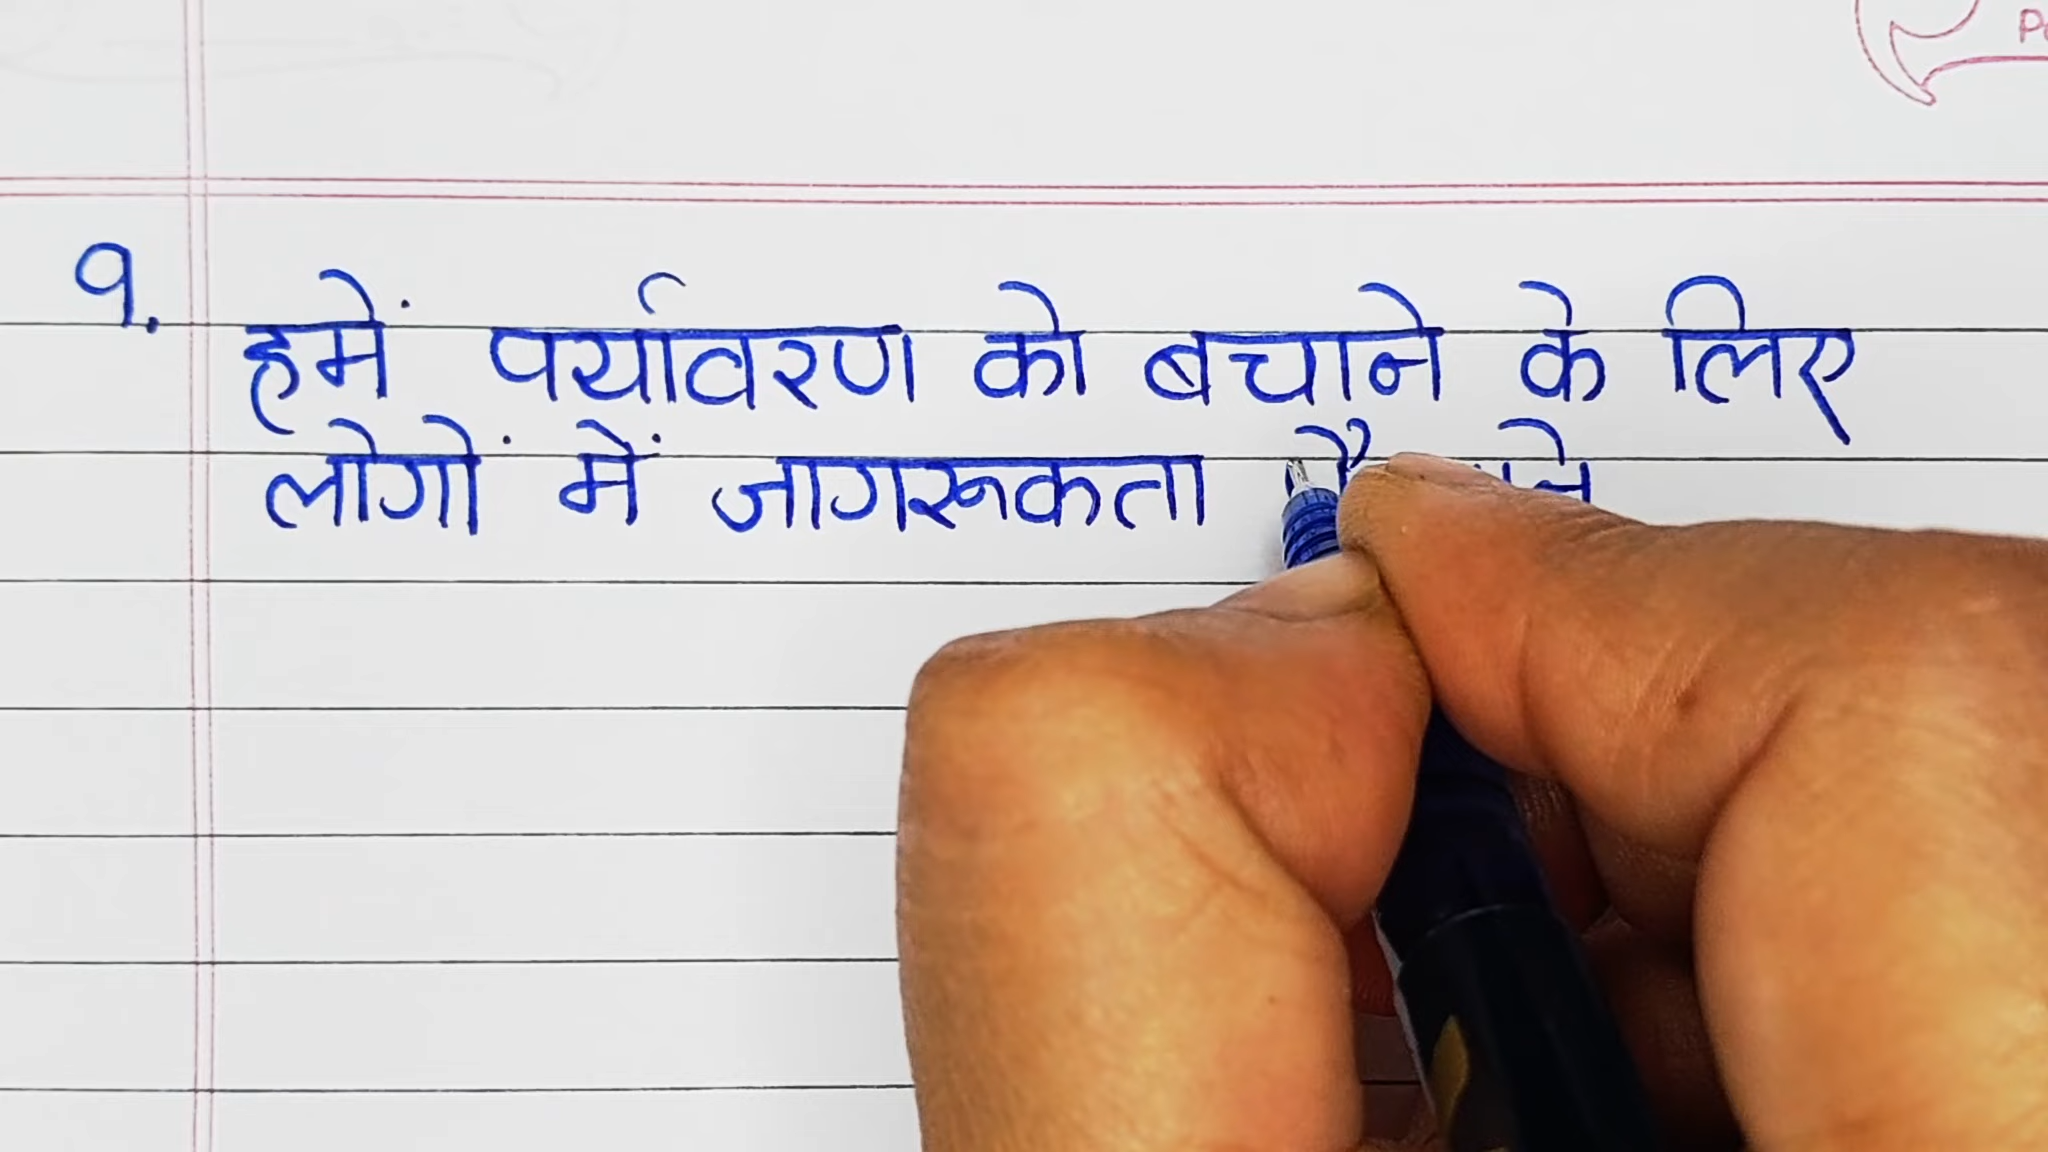 १. हमें पर्यावरण को बचाने के लिए
लोगों में जागरूकता